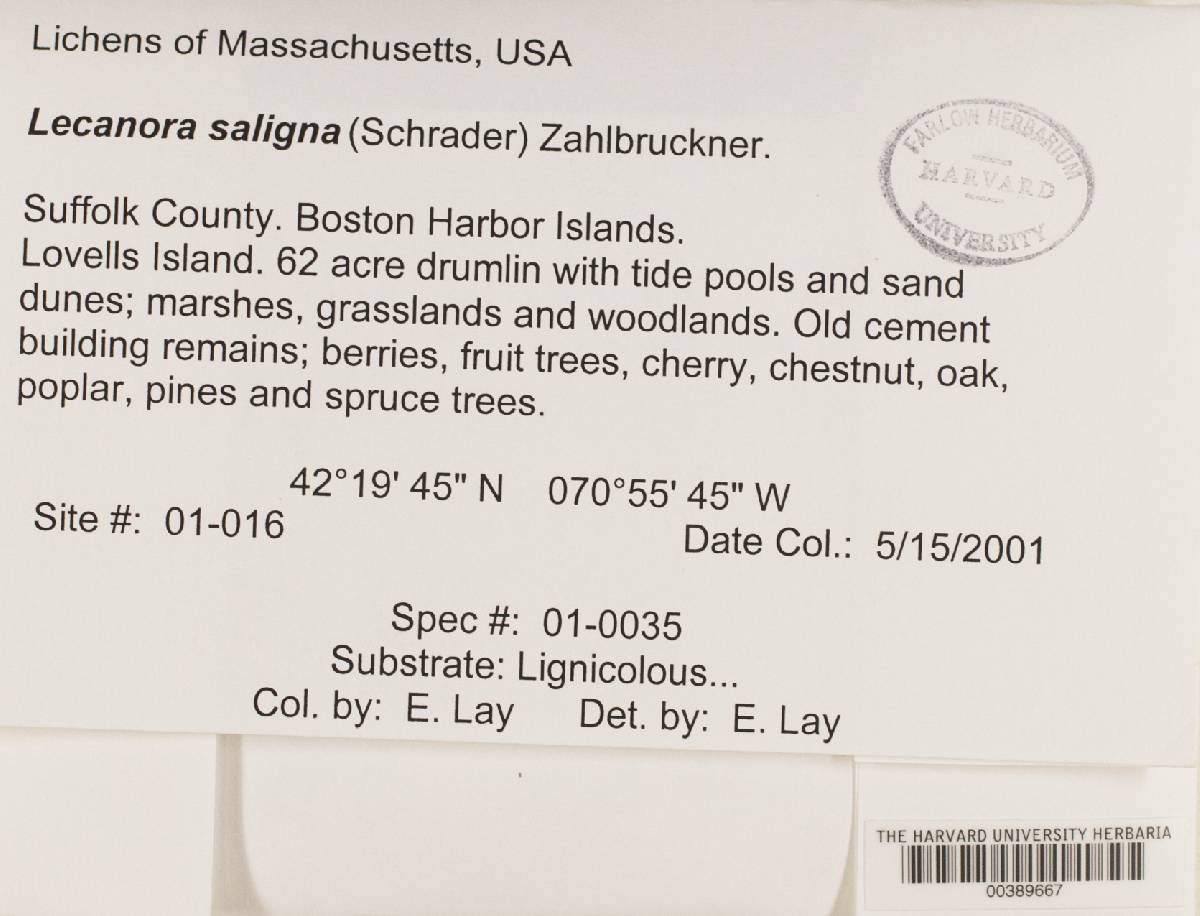 Lichens of Massachusetts, USA
Lecanora saligna (Schrader) Zahlbruckner.
FARLOW HERBARIUM
HARVARD
UNIVERSITY
Suffolk County. Boston Harbor Islands.
Lovells Island. 62 acre drumlin with tide pools and sand
dunes; marshes, grasslands and woodlands. Old cement
building remains; berries, fruit trees, cherry, chestnut, oak,
poplar, pines and spruce trees.
42°19' 45" N 070°55' 45" W
Site #: 01-016
Date Col.: 5/15/2001
Spec #: 01-0035
Substrate: Lignicolous...
Col. by: E. Lay Det. by: E. Lay
THE HARVARD UNIVERSITY HERBARIA
00389667